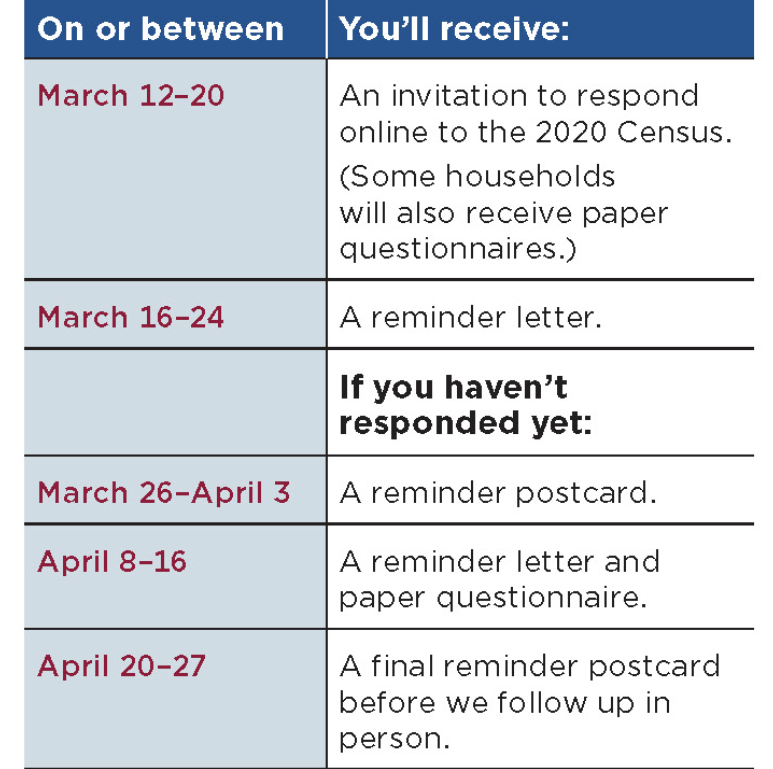 On or between You'll receive:
March 12–20 An invitation to respond
online to the 2020 Census.
(Some households
will also receive paper
questionnaires.)
March 16–24 A reminder letter.
If you haven't
responded yet:
March 26–April 3 A reminder postcard.
April 8–16 A reminder letter and
paper questionnaire.
April 20–27 A final reminder postcard
before we follow up in
person.